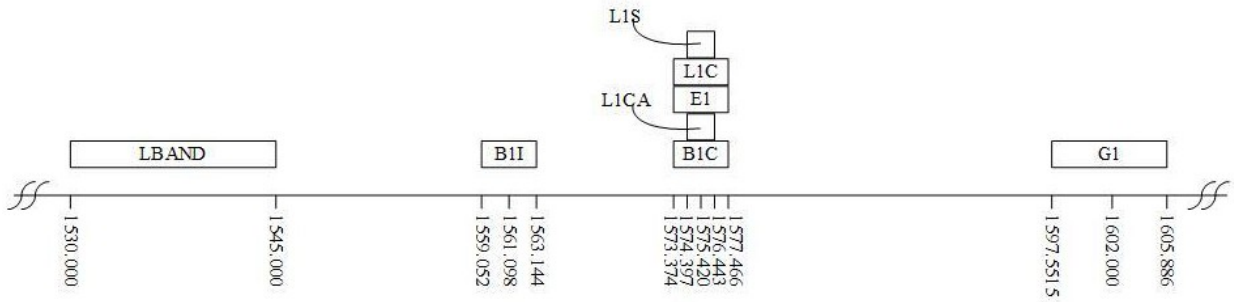 L1S
L1C
L1CA
E1
LBAND
B1I
B1C
G1
1530.000
1545.000
1559.052
1561.098
1563.144
1573.374
1574.397
1575.420
1576.443
1577.466
1597.5515
1602.000
1605.886